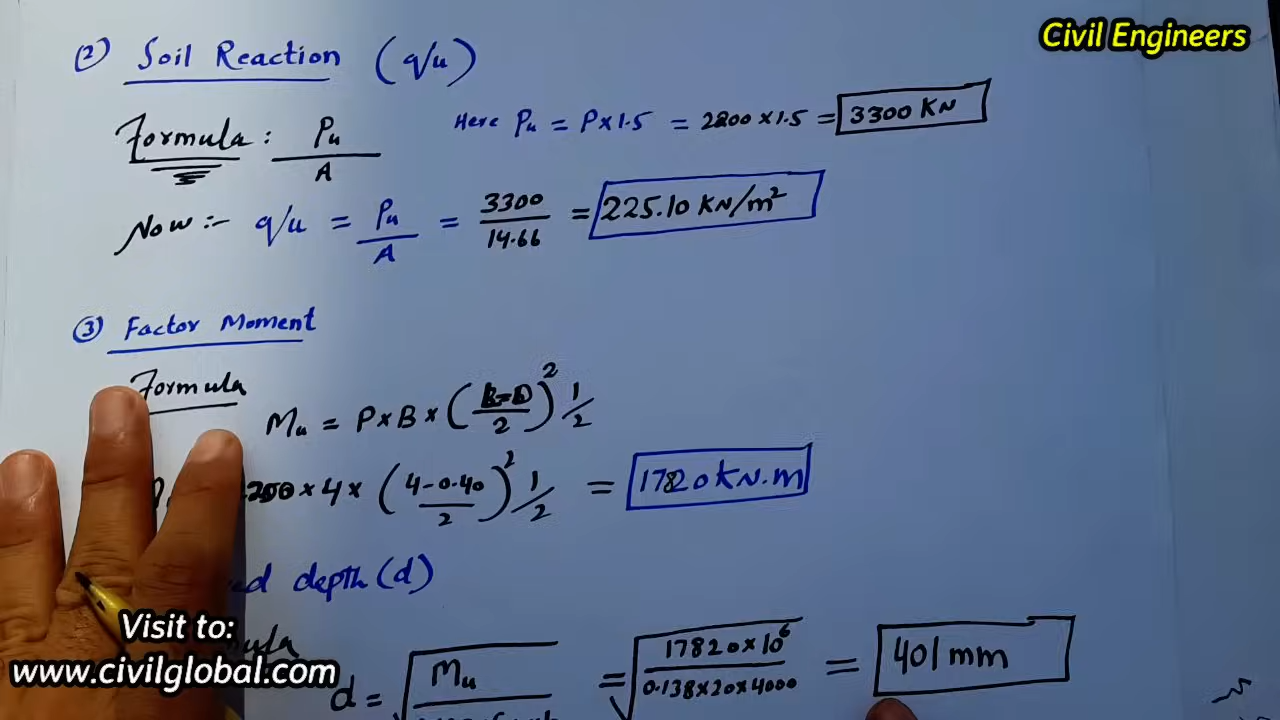 Civil Engineers
(2) Soil Reaction (q/u)
Formula: Pu / A Here Pu = P×1.5 = 2200×1.5 = 3300 KN
Now:- q/u = Pu / A = 3300 / 14.66 = 225.10 KN/m²
(3) Factor Moment
Formula
Mu = P×B× ( / 2)² 1/2
×4× (4-0.40 / 2)² 1/2 = 17820 KN.m
depth (d)
Visit to:
www.civilglobal.com
d = √ Mu = √ 17820×10⁶ / 0.138×20×4000 = 401 mm